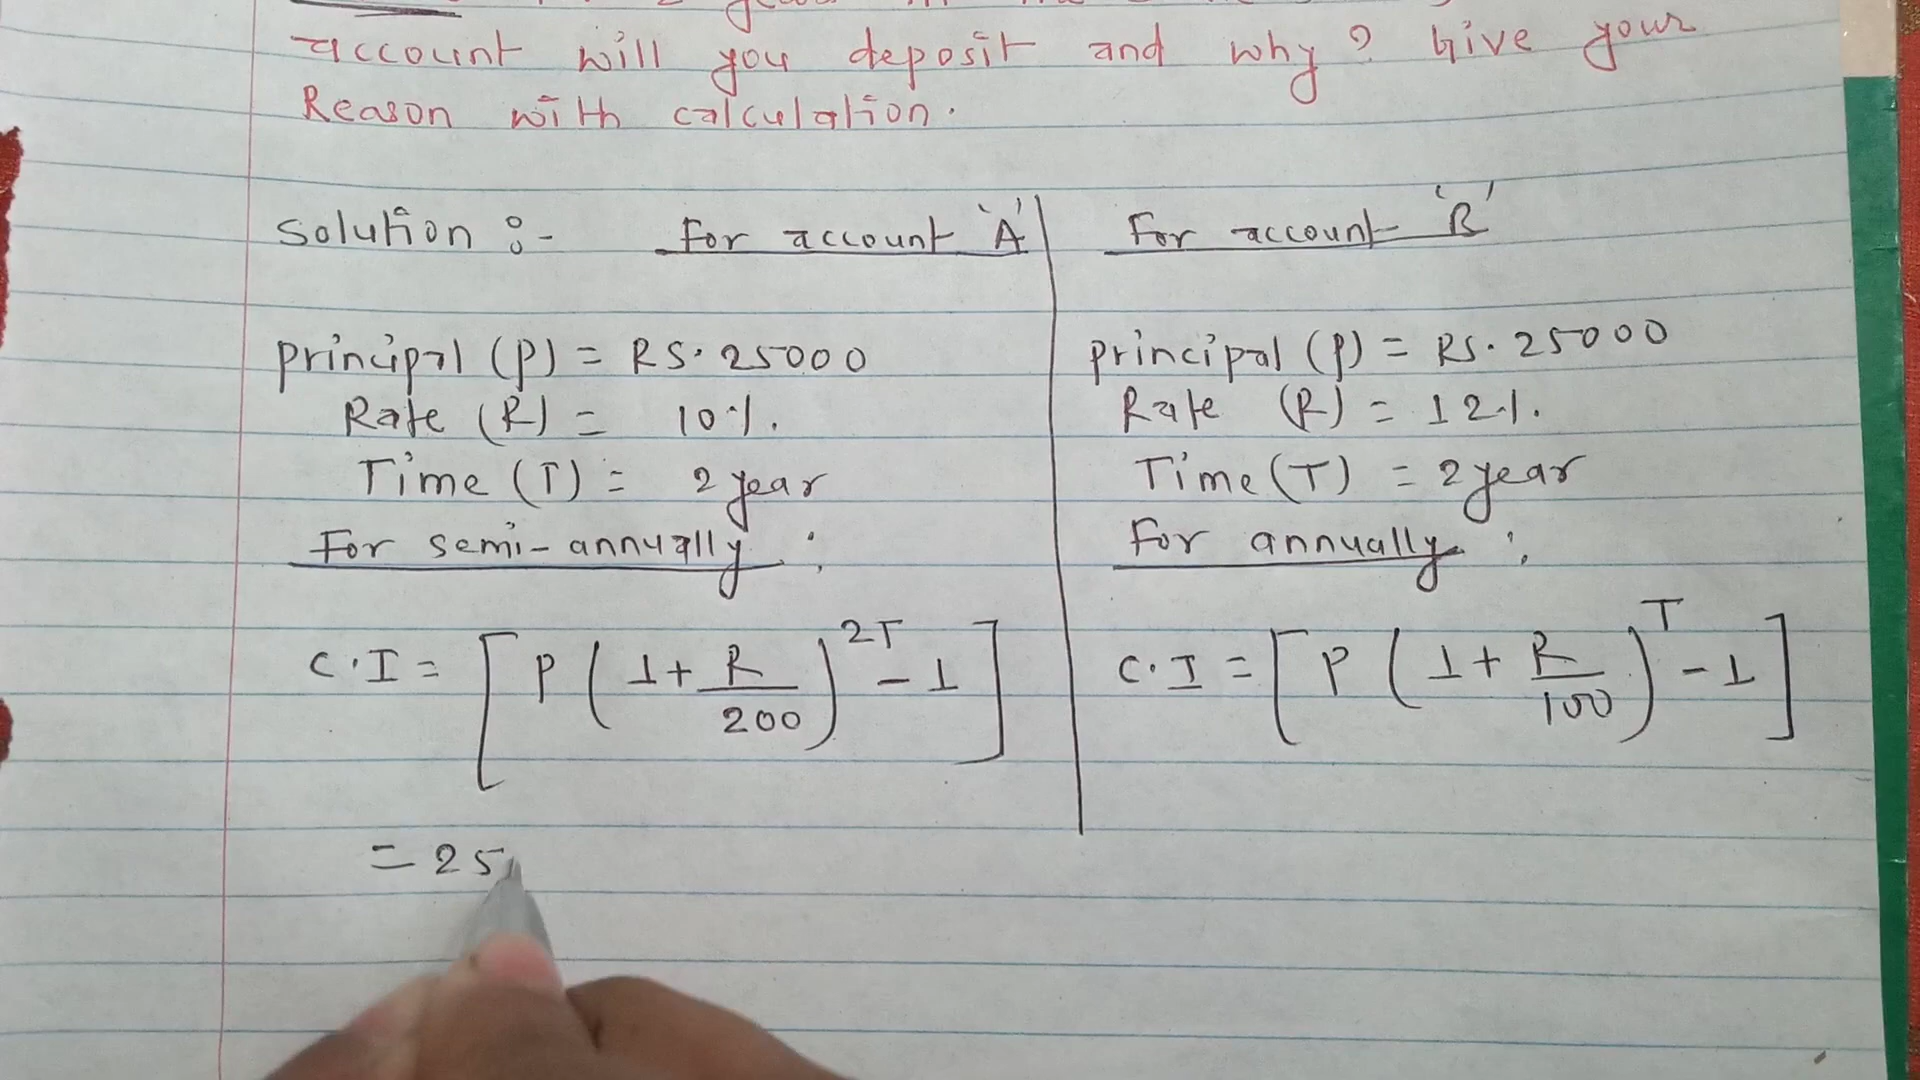 account will you deposit and why? Give your
Reason with calculation.
Solution :- For account 'A'
Principal (P) = RS. 25000
Rate (R) = 10%.
Time (T) = 2 year
For semi-annually :
C.I = [P(1+R/200)^2T - 1]
= 25
For account 'B'
Principal (P) = RS. 25000
Rate (R) = 12%.
Time (T) = 2 year
For annually :
C.I = [P(1+R/100)^T - 1]